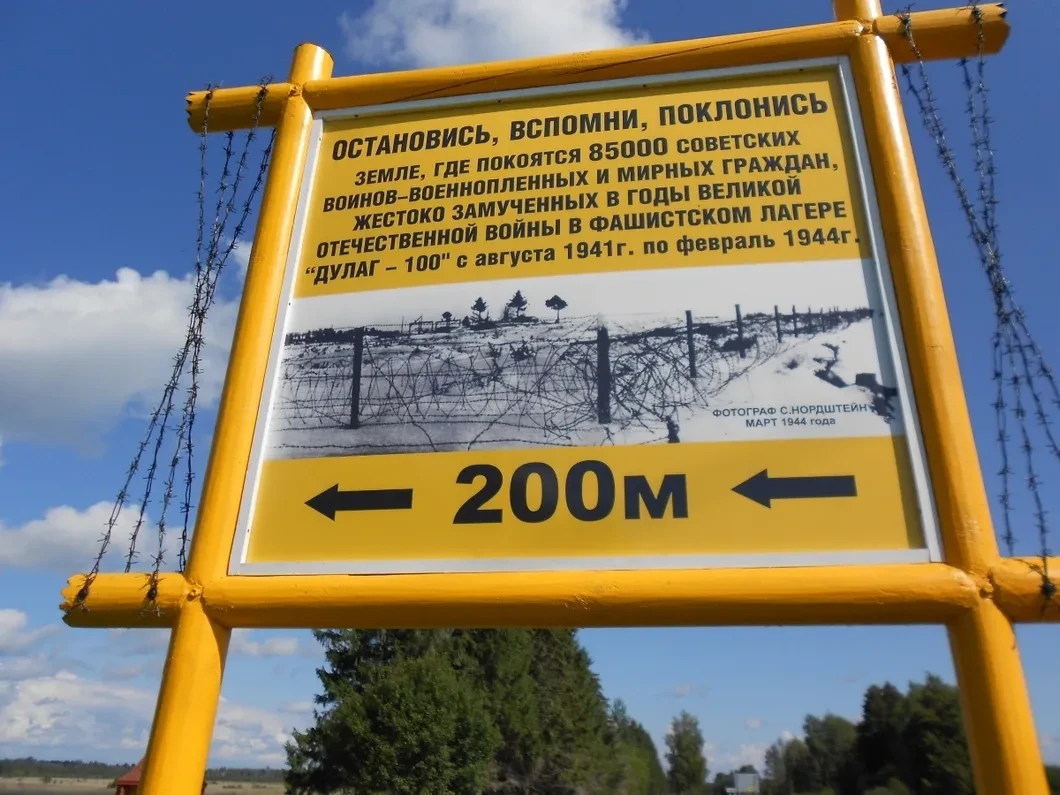 ОСТАНОВИСЬ, ВСПОМНИ, ПОКЛОНИСЬ
ЗЕМЛЕ, ГДЕ ПОКОЯТСЯ 85000 СОВЕТСКИХ
ВОИНОВ-ВОЕННОПЛЕННЫХ И МИРНЫХ ГРАЖДАН,
ЖЕСТОКО ЗАМУЧЕННЫХ В ГОДЫ ВЕЛИКОЙ
ОТЕЧЕСТВЕННОЙ ВОЙНЫ В ФАШИСТСКОМ ЛАГЕРЕ
"ДУЛАГ – 100" с августа 1941г. по февраль 1944г.
ФОТОГРАФ С.НОРДШТЕЙН
МАРТ 1944 года
← 200м ←